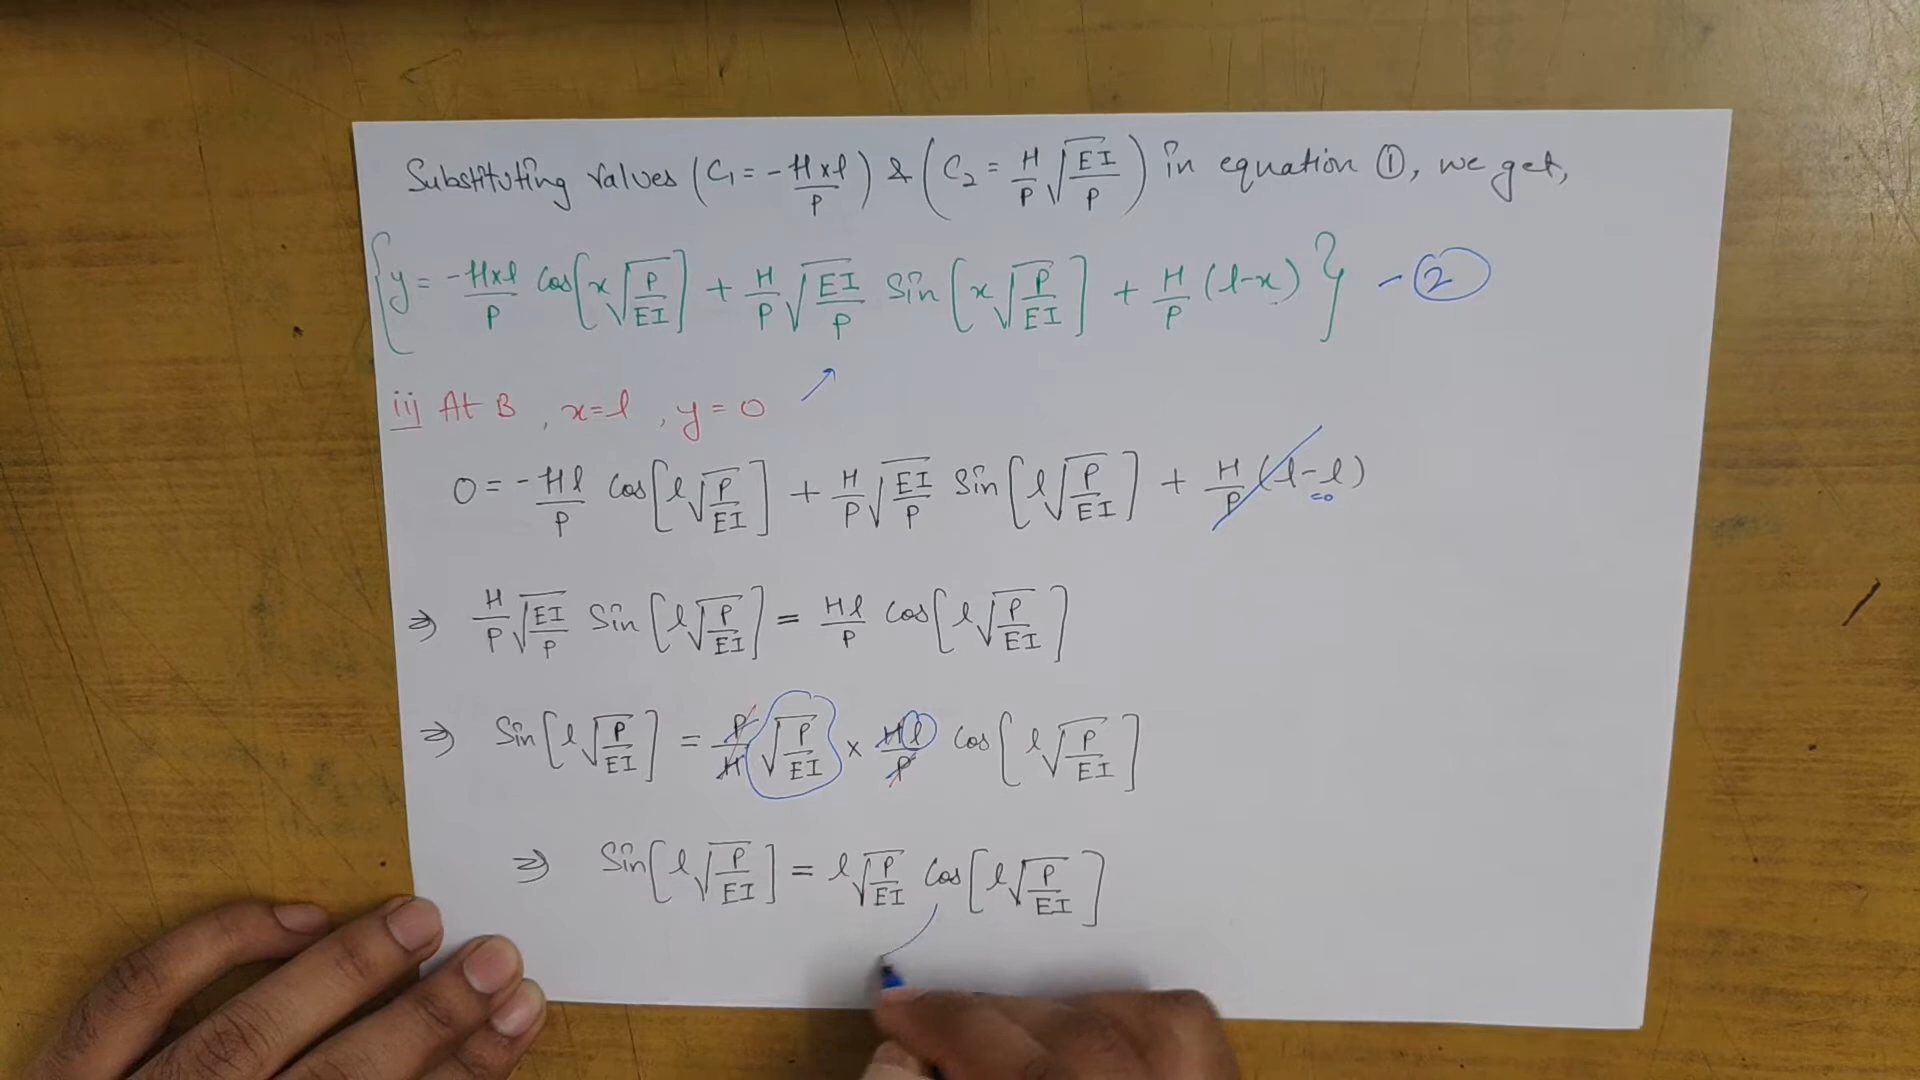 Substituting values (C₁ = -H×l/P) & (C₂ = H/P √(EI/P)) in equation ①, we get,
{y = -H×l/P cos[x√(P/EI)] + H/P √(EI/P) Sin[x√(P/EI)] + H/P (l-x)} - ②
iii) At B, x=l, y=0
0 = -Hl/P cos[l√(P/EI)] + H/P √(EI/P) Sin[l√(P/EI)] + H/P (l-l) =0
⇒ H/P √(EI/P) Sin[l√(P/EI)] = Hl/P cos[l√(P/EI)]
⇒ Sin[l√(P/EI)] = P/H √(P/EI) × Hl/P cos[l√(P/EI)]
⇒ Sin[l√(P/EI)] = l√(P/EI) cos[l√(P/EI)]